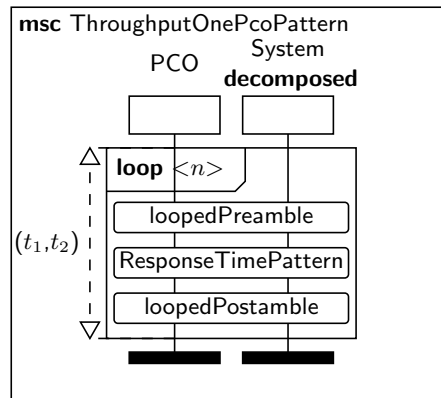 msc ThroughputOnePcoPattern
System
PCO
decomposed
loop <n>
loopedPreamble
(t₁,t₂)
ResponseTimePattern
loopedPostamble